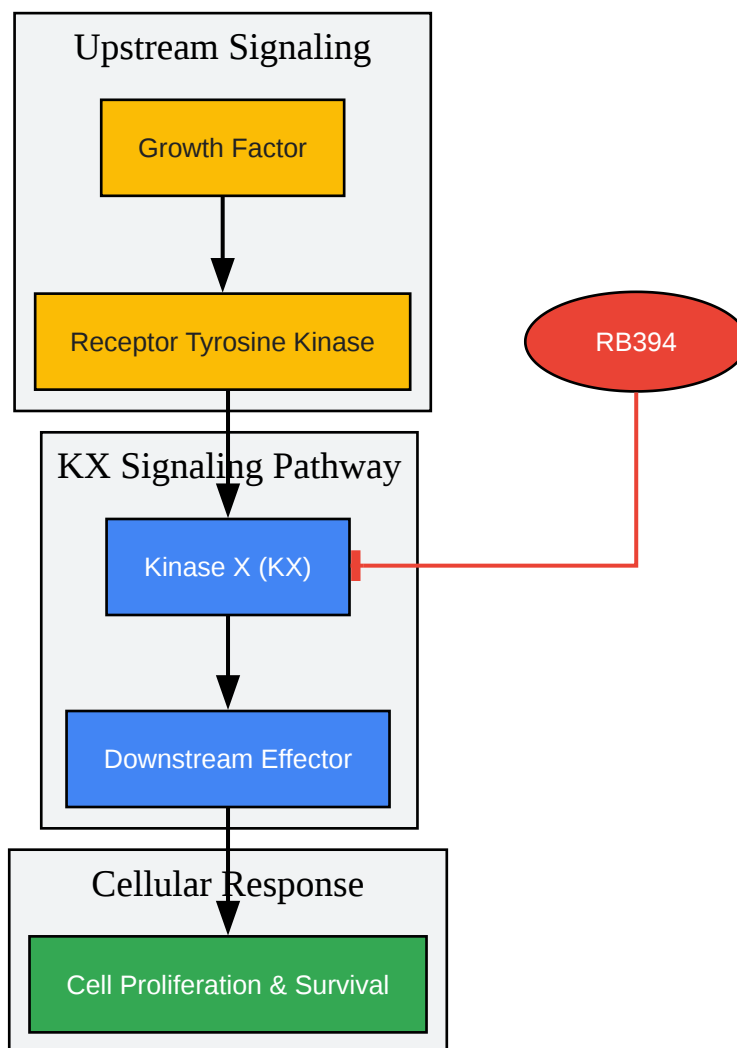 Upstream Signaling
Growth Factor
Receptor Tyrosine Kinase
RB394
KX Signaling Pathway
Kinase X (KX)
Downstream Effector
Cellular Response
Cell Proliferation & Survival